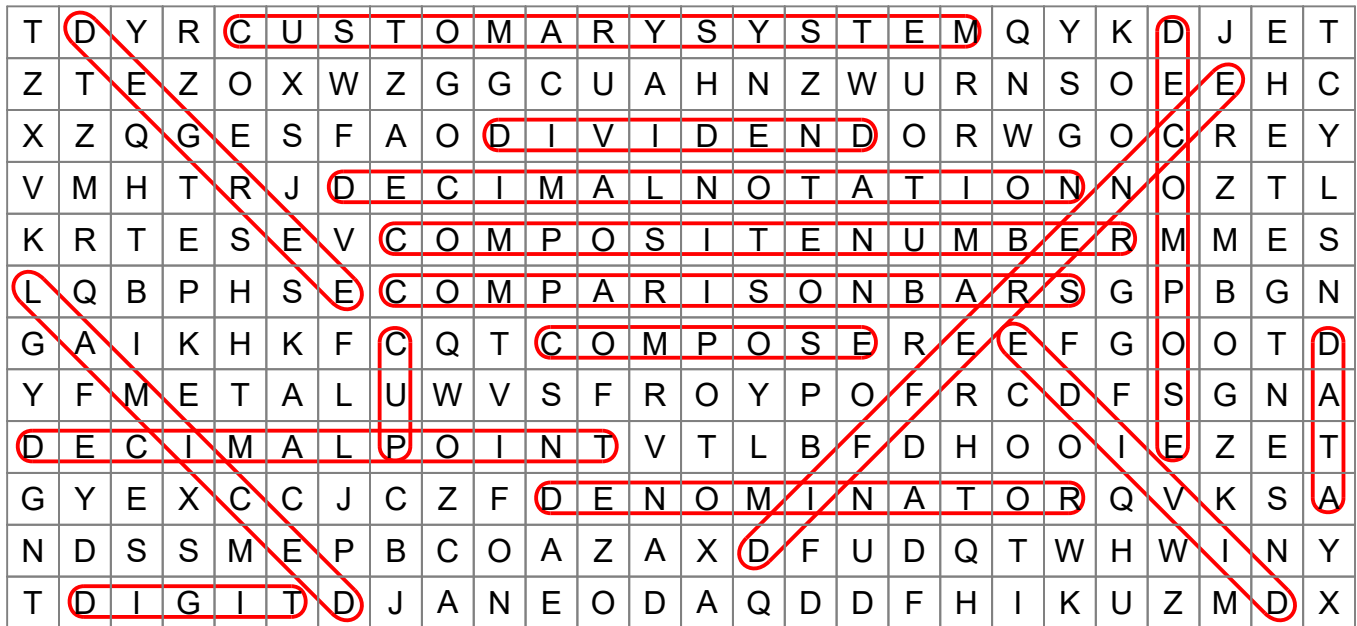 T D Y R C U S T O M A R Y S Y S T E M Q Y K D J E T
Z T E Z O X W Z G G C U A H N Z W U R N S O E E H C
X Z Q G E S F A O D I V I D E N D O R W G O C R E Y
V M H T R J D E C I M A L N O T A T I O N N O Z T L
K R T E S E V C O M P O S I T E N U M B E R M M E S
L Q B P H S E C O M P A R I S O N B A R S G P B G N
G A I K H K F C Q T C O M P O S E R E E F G O O T D
Y F M E T A L U W V S F R O Y P O F R C D F S G N A
D E C I M A L P O I N T V T L B F D H O O I E Z E T
G Y E X C C J C Z F D E N O M I N A T O R Q V K S A
N D S S M E P B C O A Z A X D F U D Q T W H W I N Y
T D I G I T D J A N E O D A Q D D F H I K U Z M D X